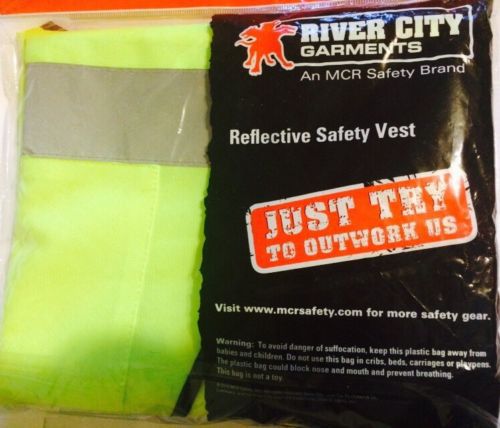 RIVER CITY
GARMENTS
An MCR Safety Brand
Reflective Safety Vest
JUST TRY
TO OUTWORK US
Visit www.mcrsafety.com for more safety gear.
Warning: To avoid danger of suffocation, keep this plastic bag away from
babies and children. Do not use this bag in cribs, beds, carriages or playpens.
The plastic bag could block nose and mouth and prevent breathing.
This bag is not a toy.